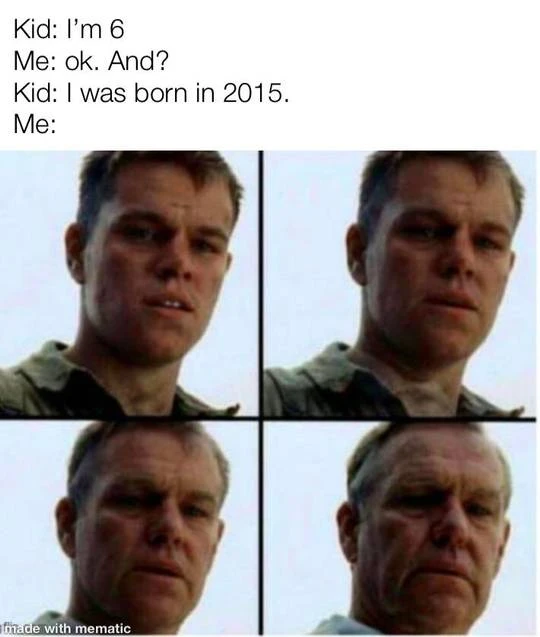 Kid: I’m 6
Me: ok. And?
Kid: I was born in 2015.
Me:
made with mematic